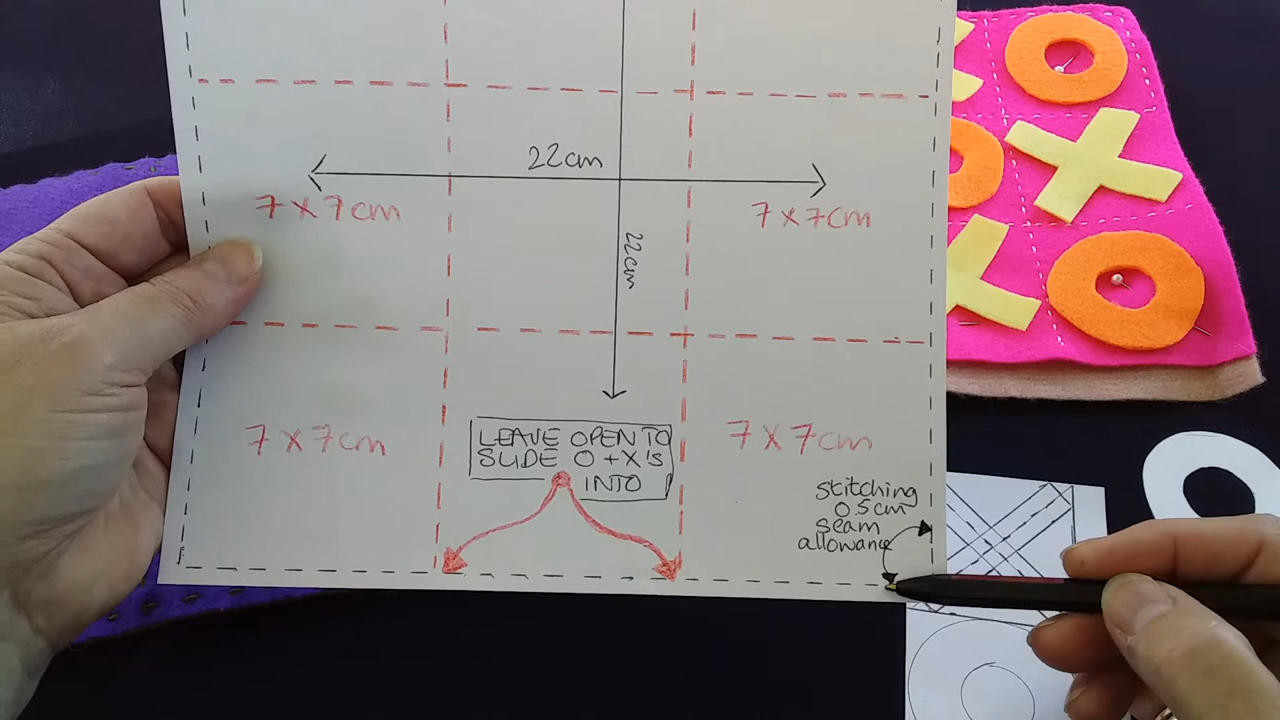 22cm
7 x 7cm
7 x 7cm
22cm
LEAVE OPEN TO
SLIDE O + X's
INTO
7 x 7cm
7 x 7cm
stitching
0.5cm
seam
allowance